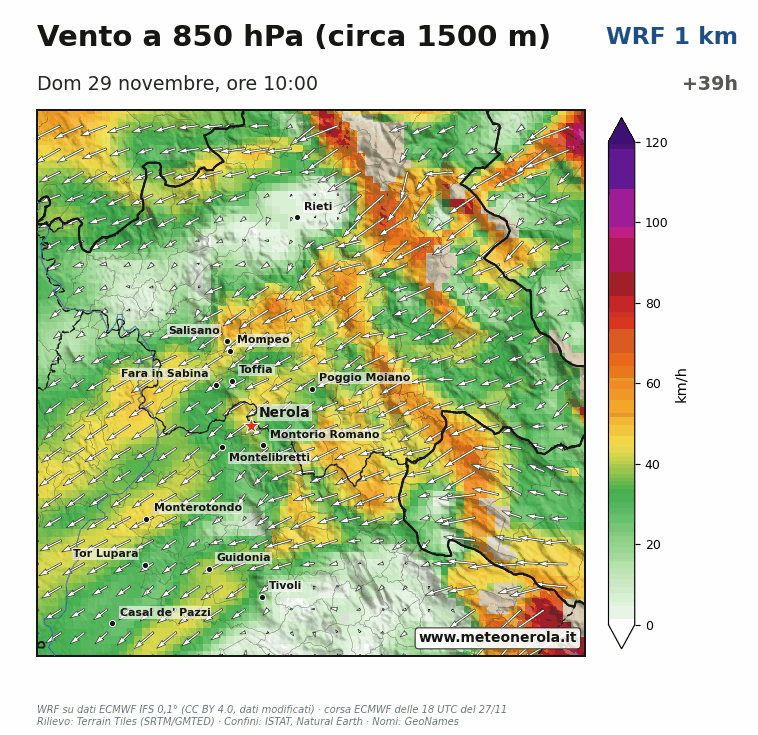 Vento a 850 hPa (circa 1500 m)
WRF 1 km
Dom 29 novembre, ore 10:00
+39h
Rieti
Salisano
Mompeo
Toffia
Fara in Sabina
Poggio Moiano
Nerola
Montorio Romano
Montelibretti
Monterotondo
Tor Lupara
Guidonia
Tivoli
Casal de' Pazzi
www.meteonerola.it
120
100
80
60
40
20
0
km/h
WRF su dati ECMWF IFS 0,1° (CC BY 4.0, dati modificati) · corsa ECMWF delle 18 UTC del 27/11
Rilievo: Terrain Tiles (SRTM/GMTED) · Confini: ISTAT, Natural Earth · Nomi: GeoNames